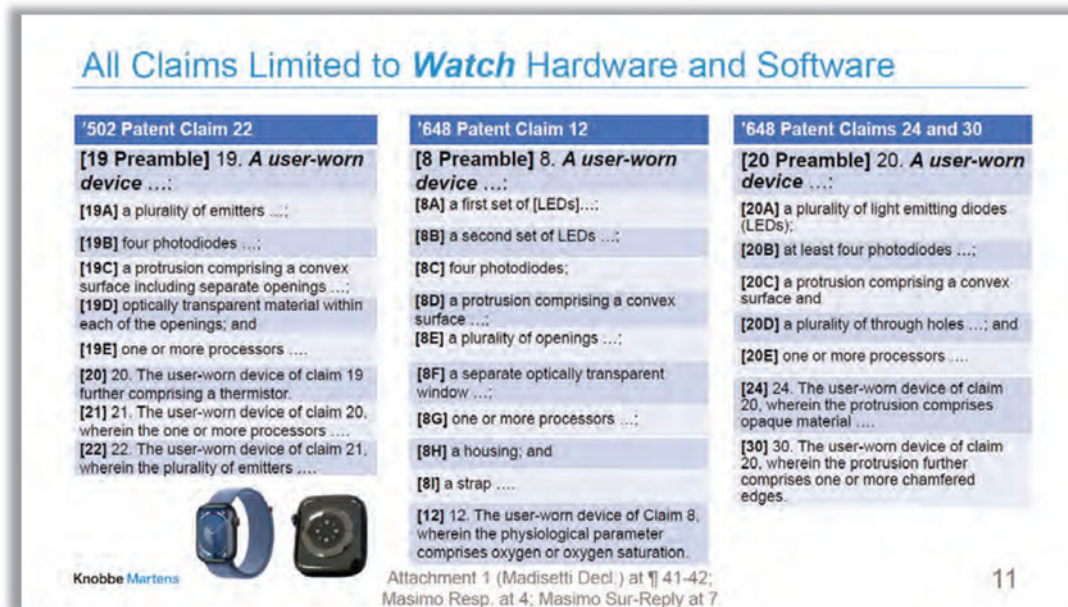 All Claims Limited to Watch Hardware and Software
'502 Patent Claim 22
[19 Preamble] 19. A user-worn
device …:
[19A] a plurality of emitters …;
[19B] four photodiodes …;
[19C] a protrusion comprising a convex
surface including separate openings …;
[19D] optically transparent material within
each of the openings; and
[19E] one or more processors ….
[20] 20. The user-worn device of claim 19
further comprising a thermistor.
[21] 21. The user-worn device of claim 20,
wherein the one or more processors ….
[22] 22. The user-worn device of claim 21,
wherein the plurality of emitters ….
'648 Patent Claim 12
[8 Preamble] 8. A user-worn
device …:
[8A] a first set of [LEDs]…;
[8B] a second set of LEDs …;
[8C] four photodiodes;
[8D] a protrusion comprising a convex
surface …;
[8E] a plurality of openings …;
[8F] a separate optically transparent
window …;
[8G] one or more processors …;
[8H] a housing; and
[8I] a strap ….
[12] 12. The user-worn device of Claim 8,
wherein the physiological parameter
comprises oxygen or oxygen saturation.
'648 Patent Claims 24 and 30
[20 Preamble] 20. A user-worn
device …:
[20A] a plurality of light emitting diodes
(LEDs);
[20B] at least four photodiodes …;
[20C] a protrusion comprising a convex
surface and
[20D] a plurality of through holes …; and
[20E] one or more processors ….
[24] 24. The user-worn device of claim
20, wherein the protrusion comprises
opaque material ….
[30] 30. The user-worn device of claim
20, wherein the protrusion further
comprises one or more chamfered
edges.
Knobbe Martens
Attachment 1 (Madisetti Decl.) at ¶ 41-42;
Masimo Resp. at 4; Masimo Sur-Reply at 7
11